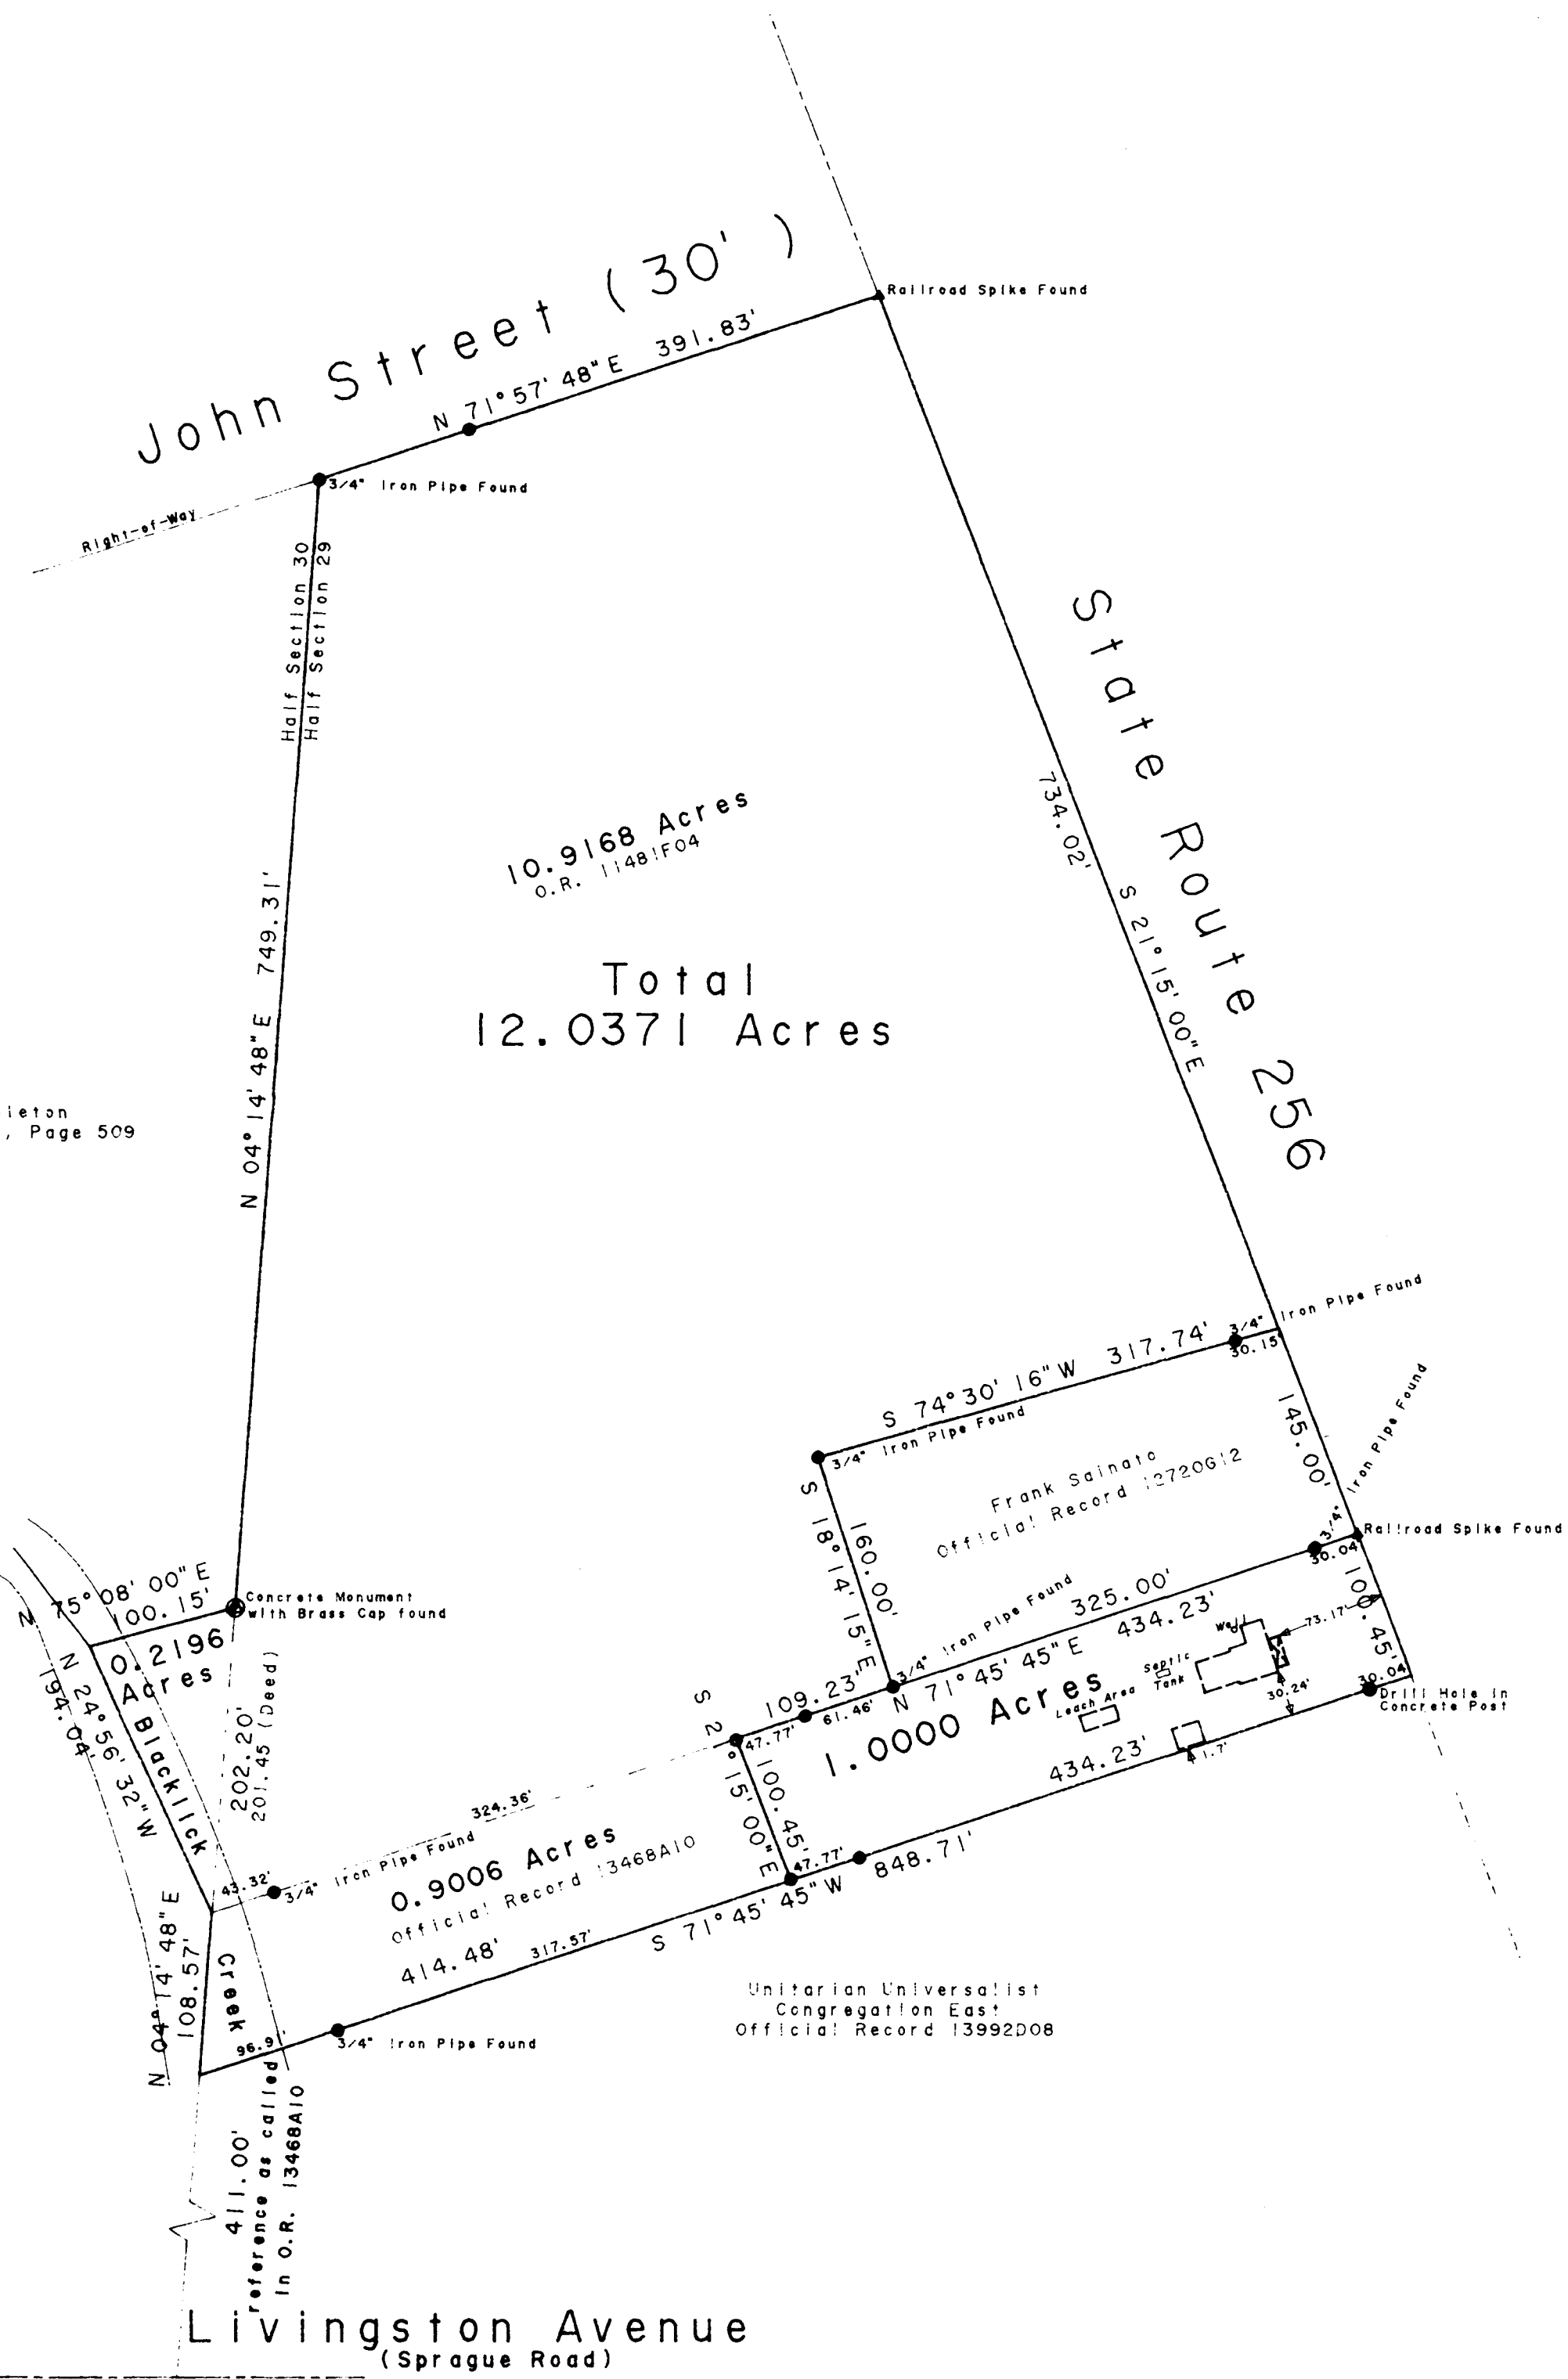 John Street (30' )
N 71° 57' 48" E 391.83'
Railroad Spike Found
3/4" Iron Pipe Found
Right-of-Way
Half Section 30
Half Section 29
State Route 256
734.02'
S 21° 15' 00" E
10.9168 Acres
O.R. 11481F04
Total
12.0371 Acres
N 04° 14' 48" E 749.31'
, Page 509
3/4" Iron Pipe Found
30.15'
S 74° 30' 16" W 317.74'
3/4" Iron Pipe Found
145.00'
3/4" Iron Pipe Found
Frank Sainato
Official Record 12720G12
S 18° 14' 15" E
160.00'
Railroad Spike Found
30.04'
N 75° 08' 00" E
100.15'
Concrete Monument
with Brass Cap found
0.2196
Acres
N 24° 56' 32" W
194.04'
Blacklick
Creek
202.20'
201.45 (Deed)
3/4" Iron Pipe Found
325.00'
N 71° 45' 45" E 434.23'
109.23'
61.46'
47.77'
Well
Septic
Tank
Leach Area
73.17'
100.45'
30.24'
30.04'
Drill Hole in
Concrete Post
1.0000 Acres
S 2 ° 15' 00" E
100.45'
434.23'
1.7'
324.36'
43.32'
3/4" Iron Pipe Found
0.9006 Acres
Official Record 13468A10
47.77'
848.71'
S 71° 45' 45" W
414.48'
317.57'
N 04° 14' 48" E
108.57'
96.9
3/4" Iron Pipe Found
Unitarian Universalist
Congregation East
Official Record 13992D08
411.00'
reference as called
in O.R. 13468A10
Livingston Avenue
(Sprague Road)